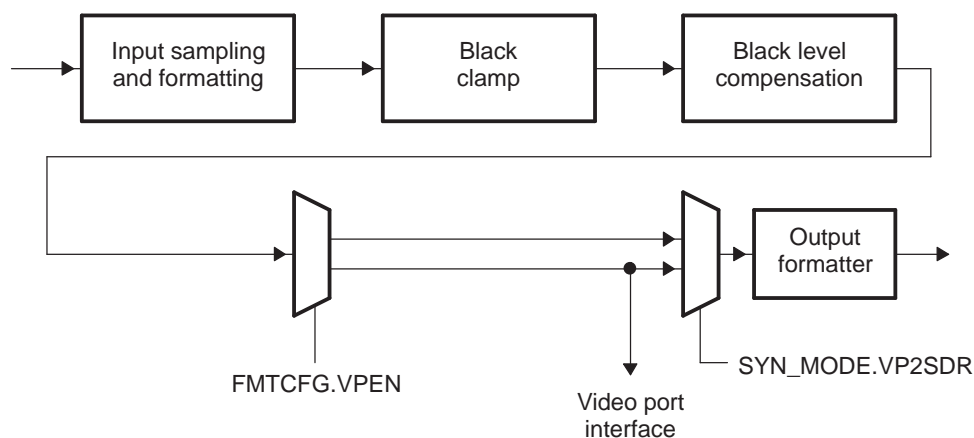 Input sampling
and formatting
Black
clamp
Black level
compensation
Output
formatter
FMTCFG.VPEN
SYN_MODE.VP2SDR
Video port
interface